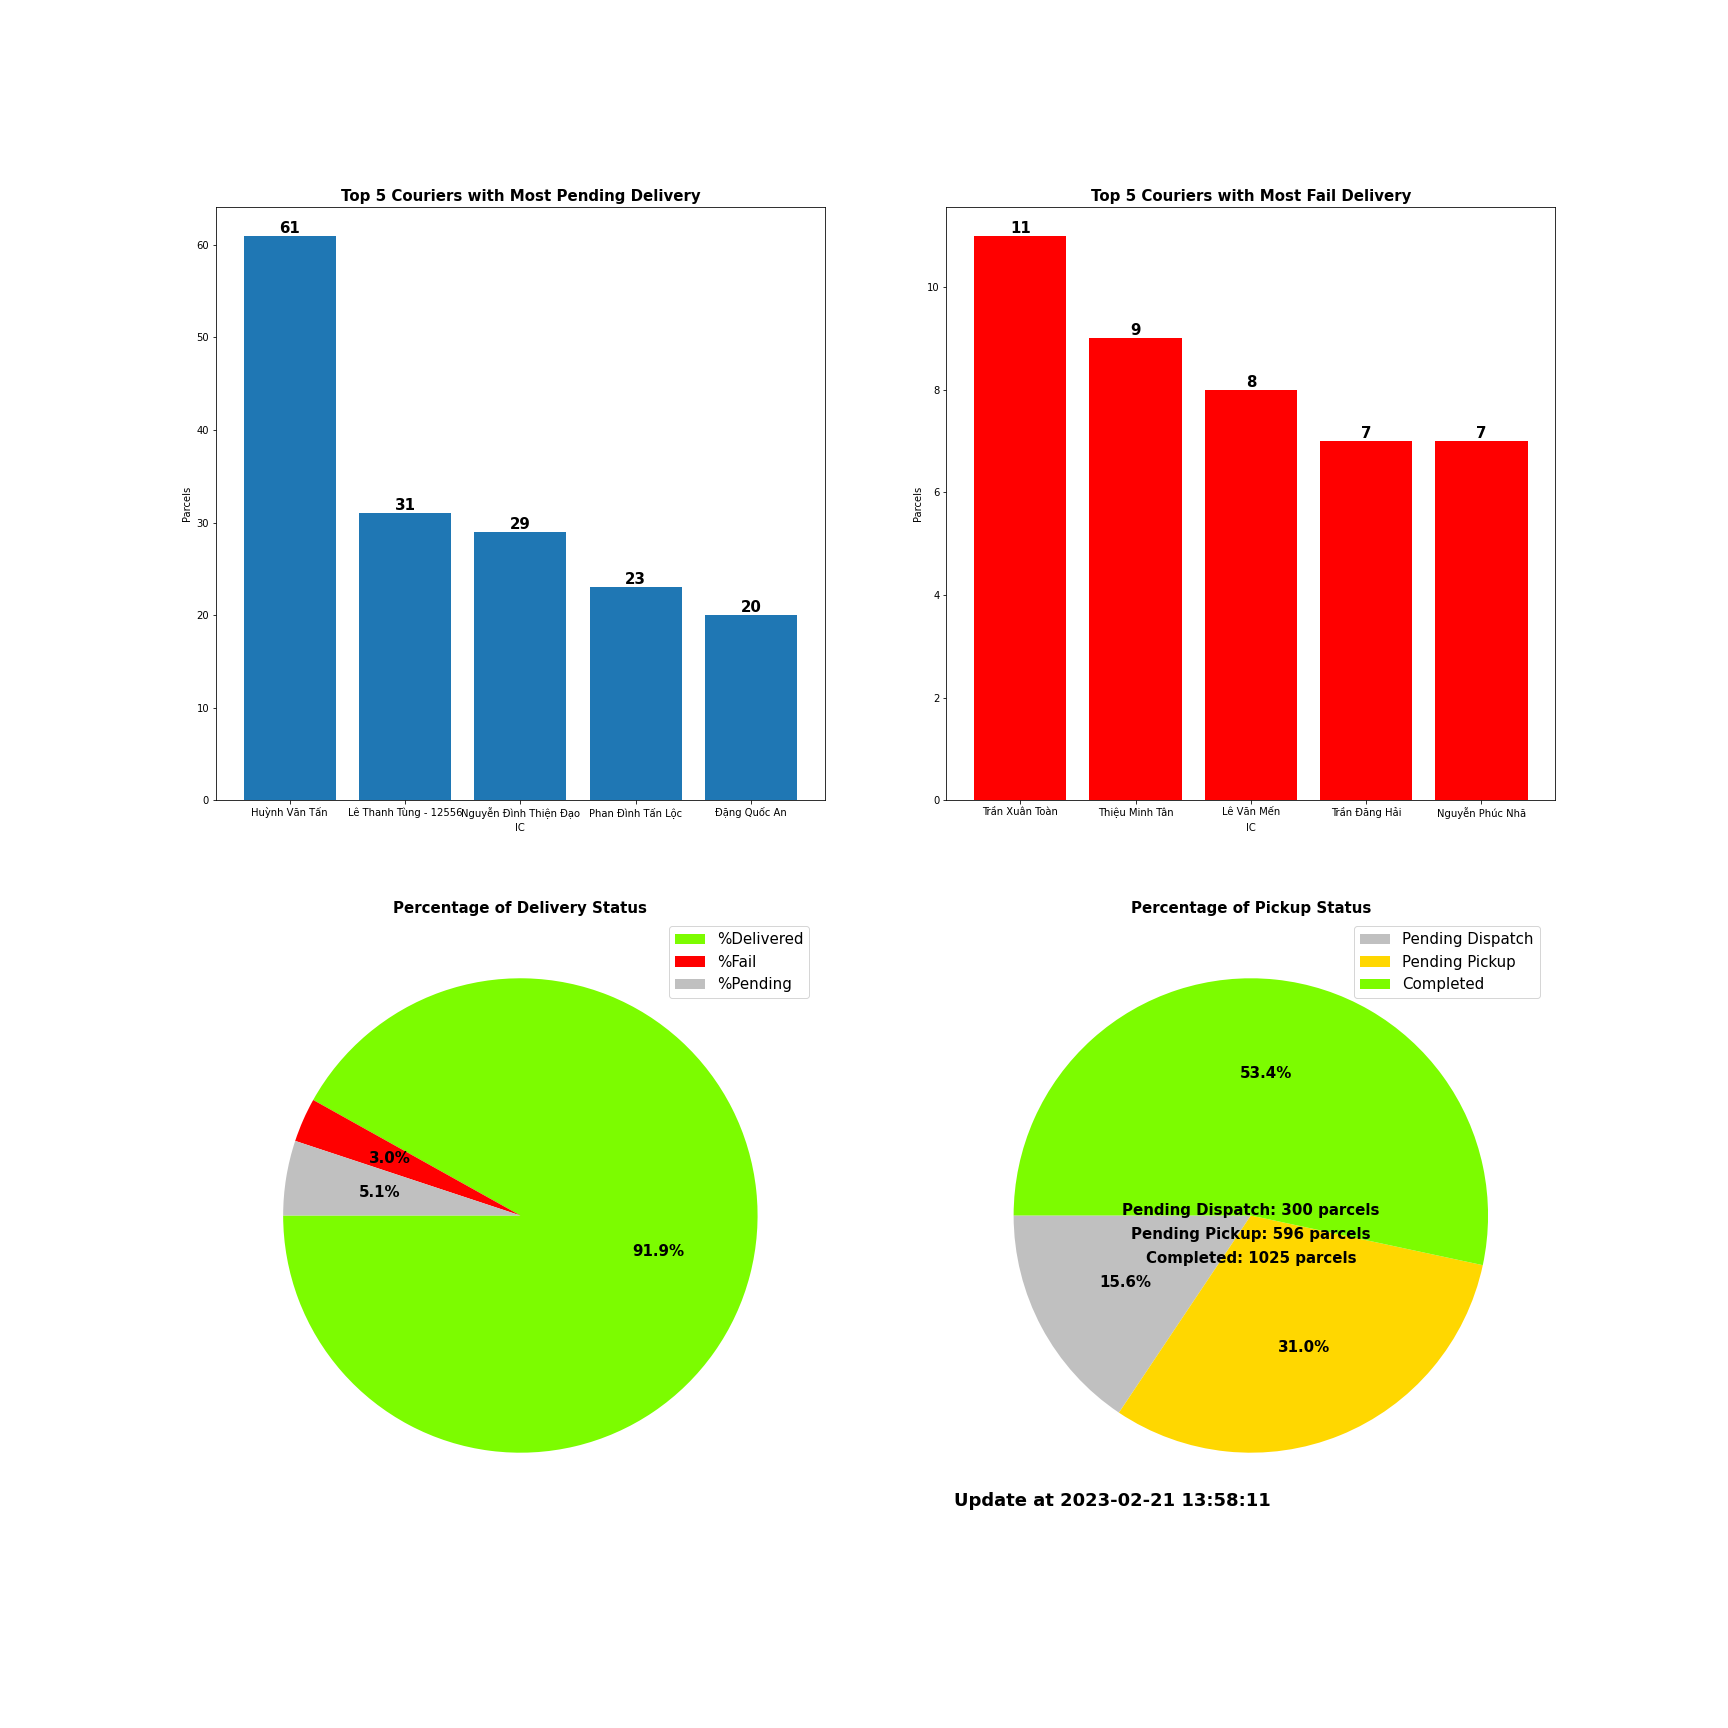 Top 5 Couriers with Most Pending Delivery
61
31
29
23
20
60
50
40
30
20
10
0
Parcels
Huỳnh Văn Tấn
Lê Thanh Tùng - 12556
Nguyễn Đình Thiện Đạo
Phan Đình Tấn Lộc
Đặng Quốc An
IC
Top 5 Couriers with Most Fail Delivery
11
9
8
7
7
10
8
6
4
2
0
Parcels
Trần Xuân Toàn
Thiệu Minh Tân
Lê Văn Mến
Trần Đăng Hải
Nguyễn Phúc Nhã
IC
Percentage of Delivery Status
%Delivered
%Fail
%Pending
3.0%
5.1%
91.9%
Percentage of Pickup Status
Pending Dispatch
Pending Pickup
Completed
53.4%
Pending Dispatch: 300 parcels
Pending Pickup: 596 parcels
Completed: 1025 parcels
15.6%
31.0%
Update at 2023-02-21 13:58:11